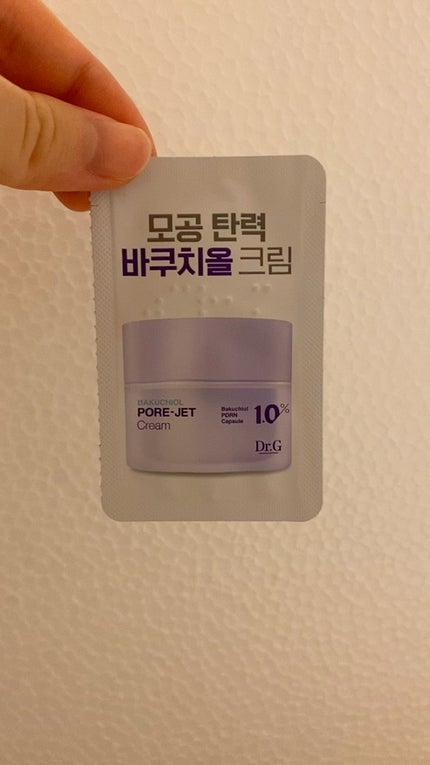 모공 탄력
바쿠치올 크림
BAKUCHIOL
PORE-JET
Cream
Bakuchiol
PDRN
Capsule
1.0%
Dr.G